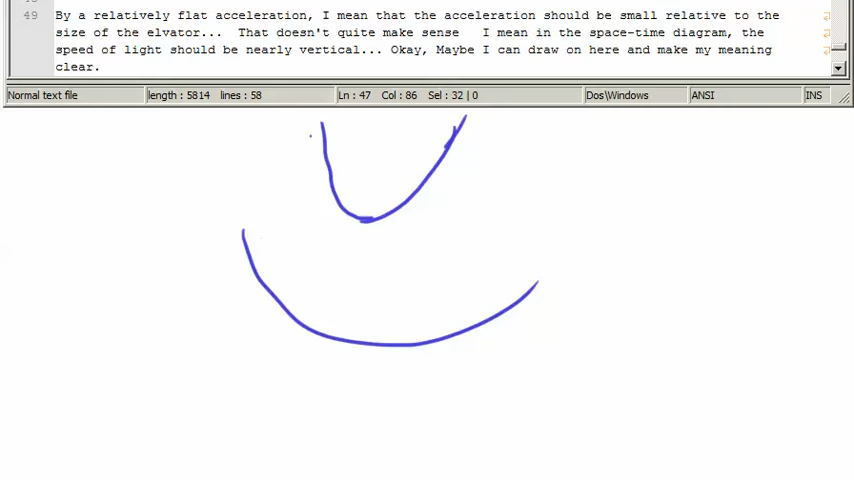 49 By a relatively flat acceleration, I mean that the acceleration should be small relative to the
size of the elvator... That doesn't quite make sense I mean in the space-time diagram, the
speed of light should be nearly vertical... Okay, Maybe I can draw on here and make my meaning
clear.
Normal text file length : 5814 lines : 58 Ln : 47 Col : 86 Sel : 32 | 0 Dos\Windows ANSI INS